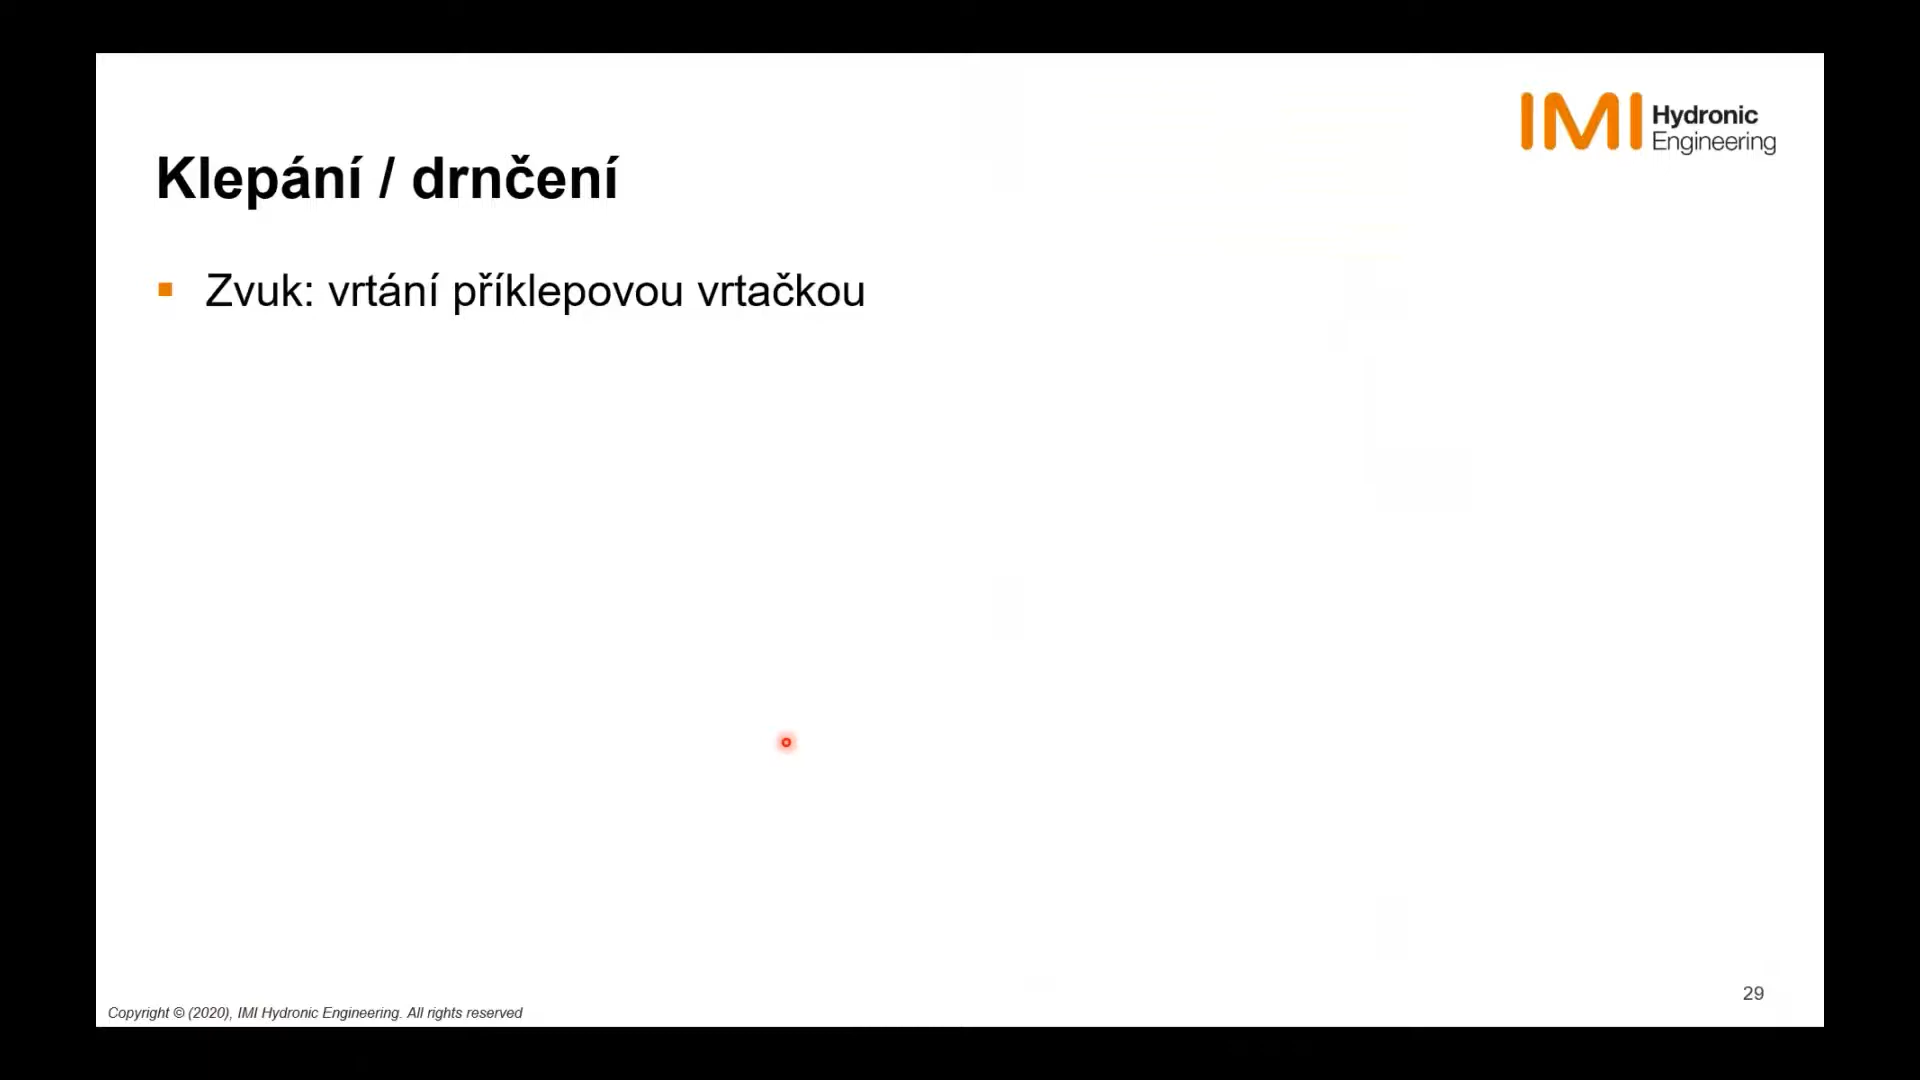 IMI Hydronic
Engineering
Klepání / drnčení
Zvuk: vrtání příklepovou vrtačkou
29
Copyright © (2020), IMI Hydronic Engineering. All rights reserved